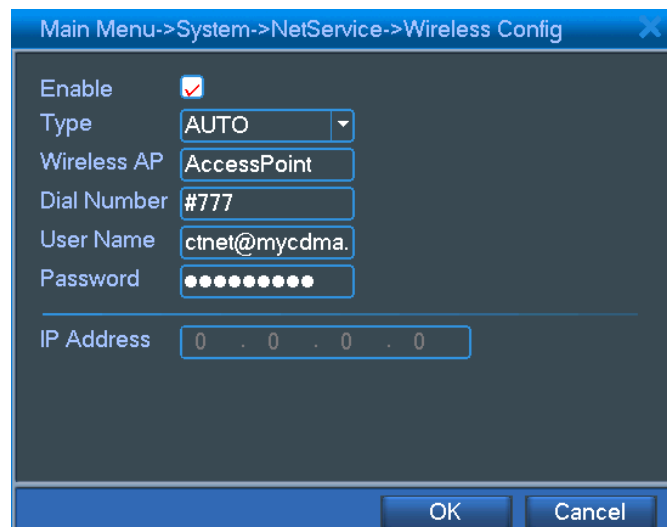 Main Menu->System->NetService->Wireless Config
Enable
Type AUTO
Wireless AP AccessPoint
Dial Number #777
User Name ctnet@mycdma.
Password ●●●●●●●●●
IP Address 0 . 0 . 0 . 0
OK Cancel